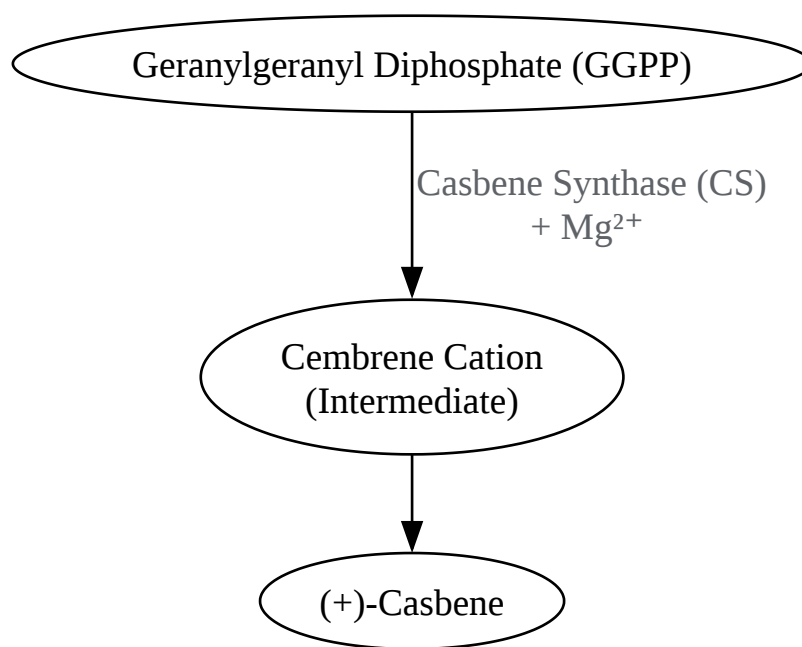 Geranylgeranyl Diphosphate (GGPP)
Casbene Synthase (CS)
+ Mg²⁺
Cembrene Cation
(Intermediate)
(+)-Casbene